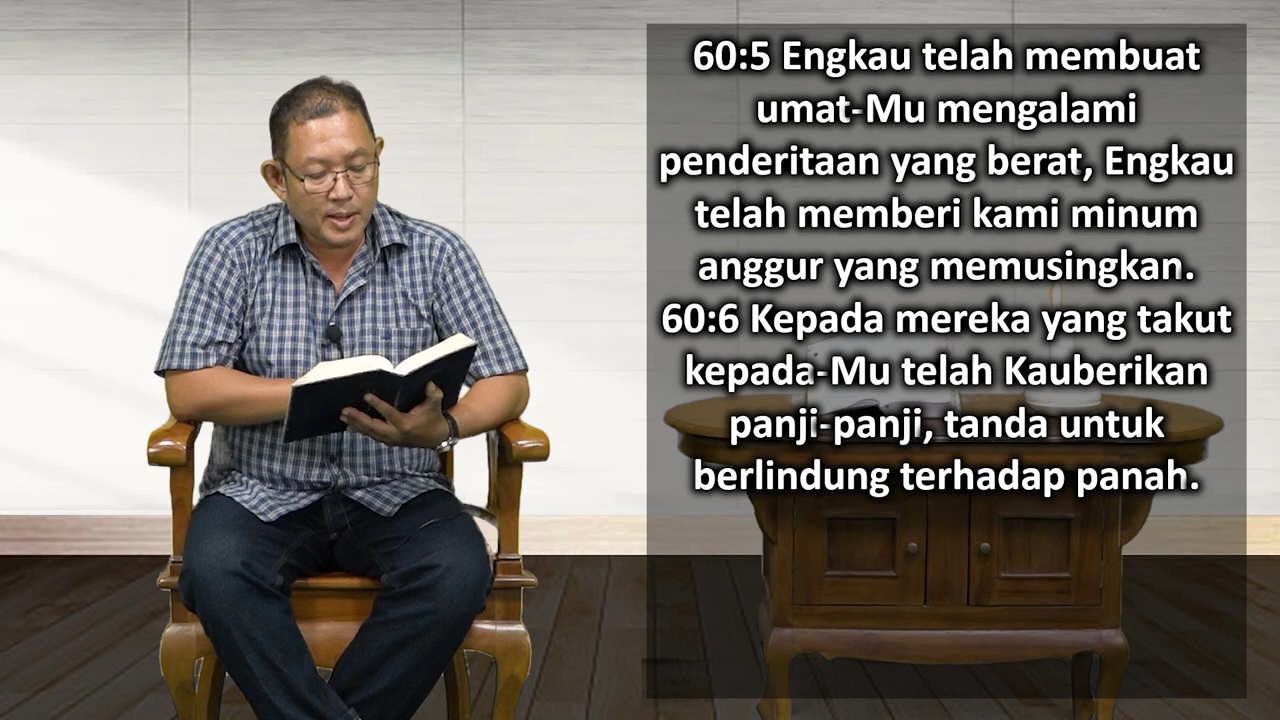 60:5 Engkau telah membuat
umat-Mu mengalami
penderitaan yang berat, Engkau
telah memberi kami minum
anggur yang memusingkan.
60:6 Kepada mereka yang takut
kepada-Mu telah Kauberikan
panji-panji, tanda untuk
berlindung terhadap panah.